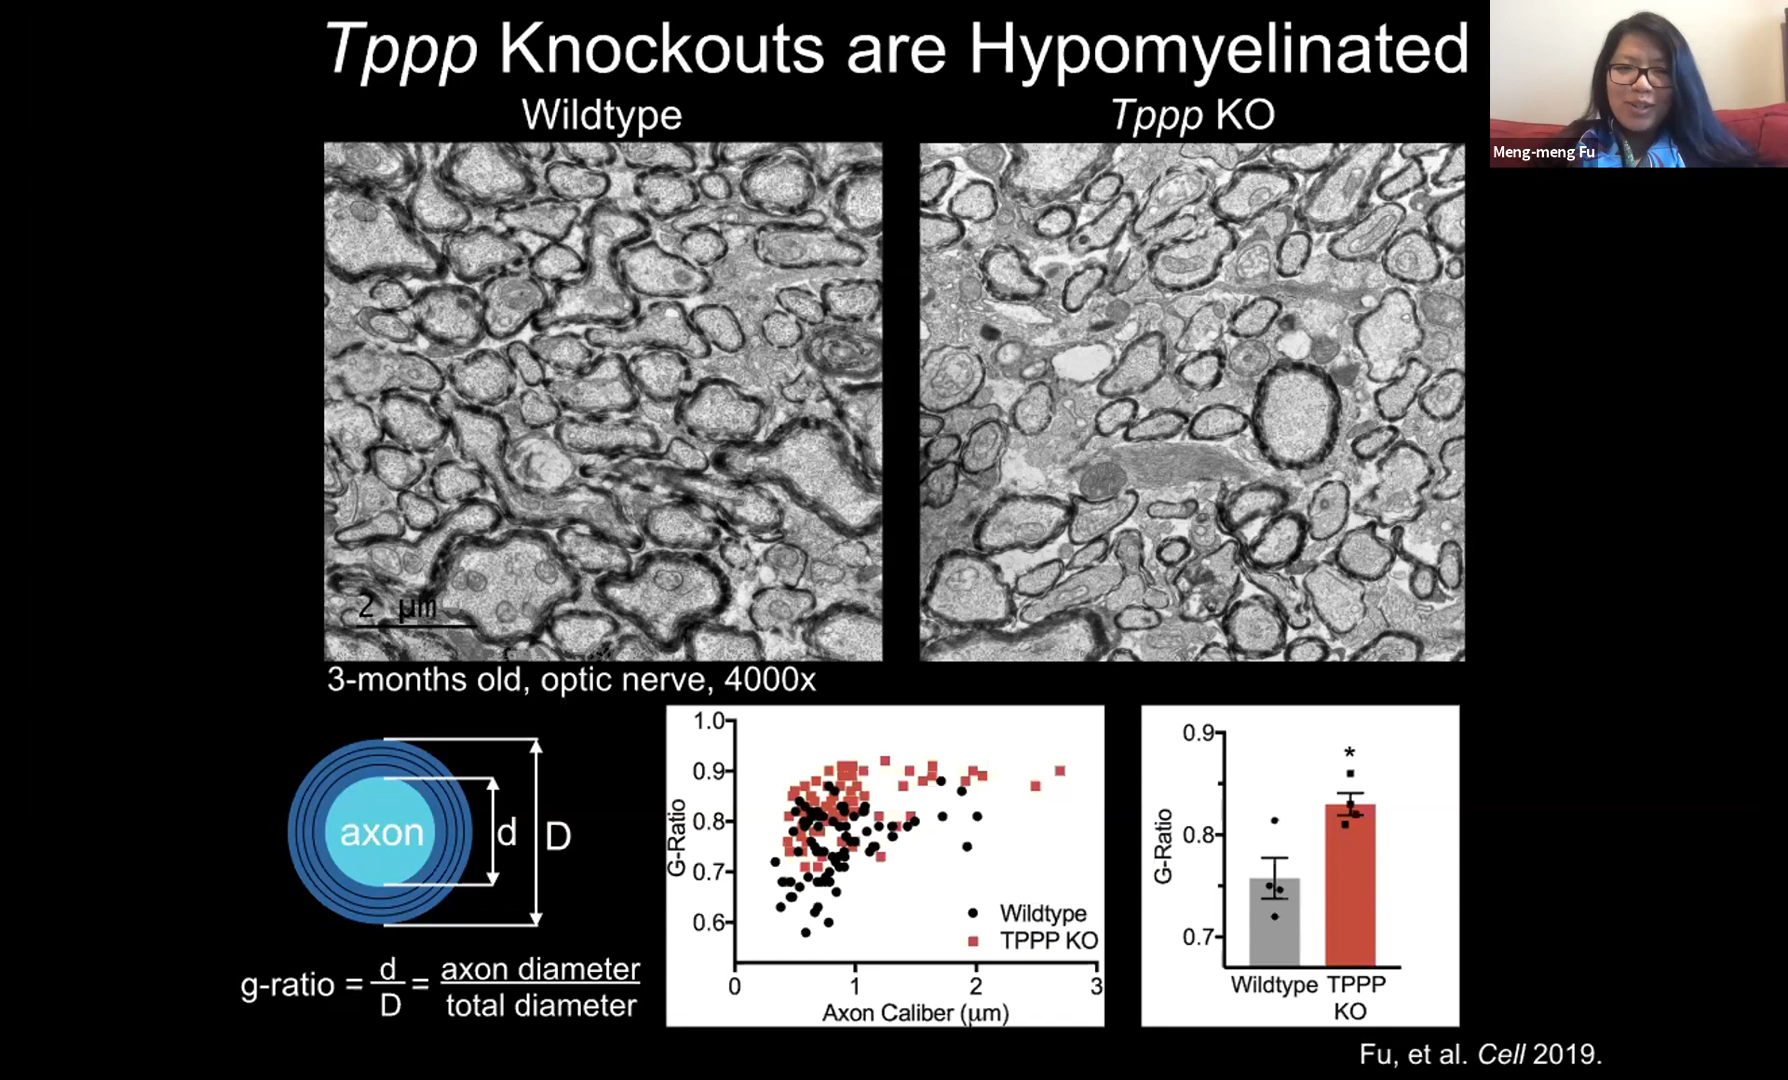 Tppp Knockouts are Hypomyelinated
Wildtype
Tppp KO
Meng-meng Fu
2 μm
3-months old, optic nerve, 4000x
axon
d
D
g-ratio = d/D = axon diameter/total diameter
1.0
0.9
0.8
0.7
0.6
G-Ratio
0 1 2 3
Axon Caliber (μm)
Wildtype
TPPP KO
0.9
0.8
0.7
G-Ratio
*
Wildtype TPPP
KO
Fu, et al. Cell 2019.